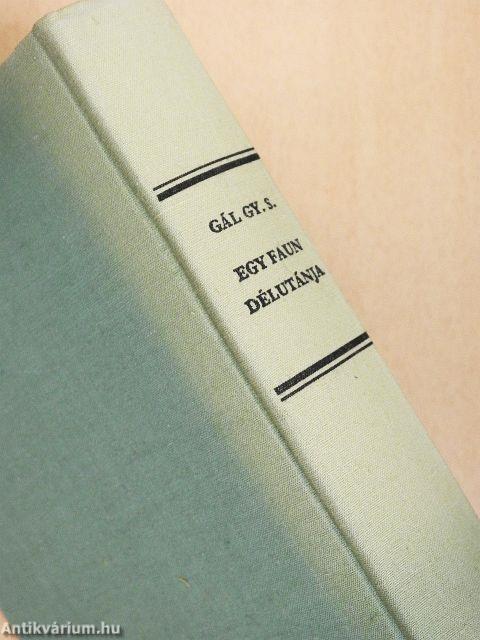 GÁL GY. S.
EGY FAUN
DÉLUTÁNJA
Antikvárium.hu